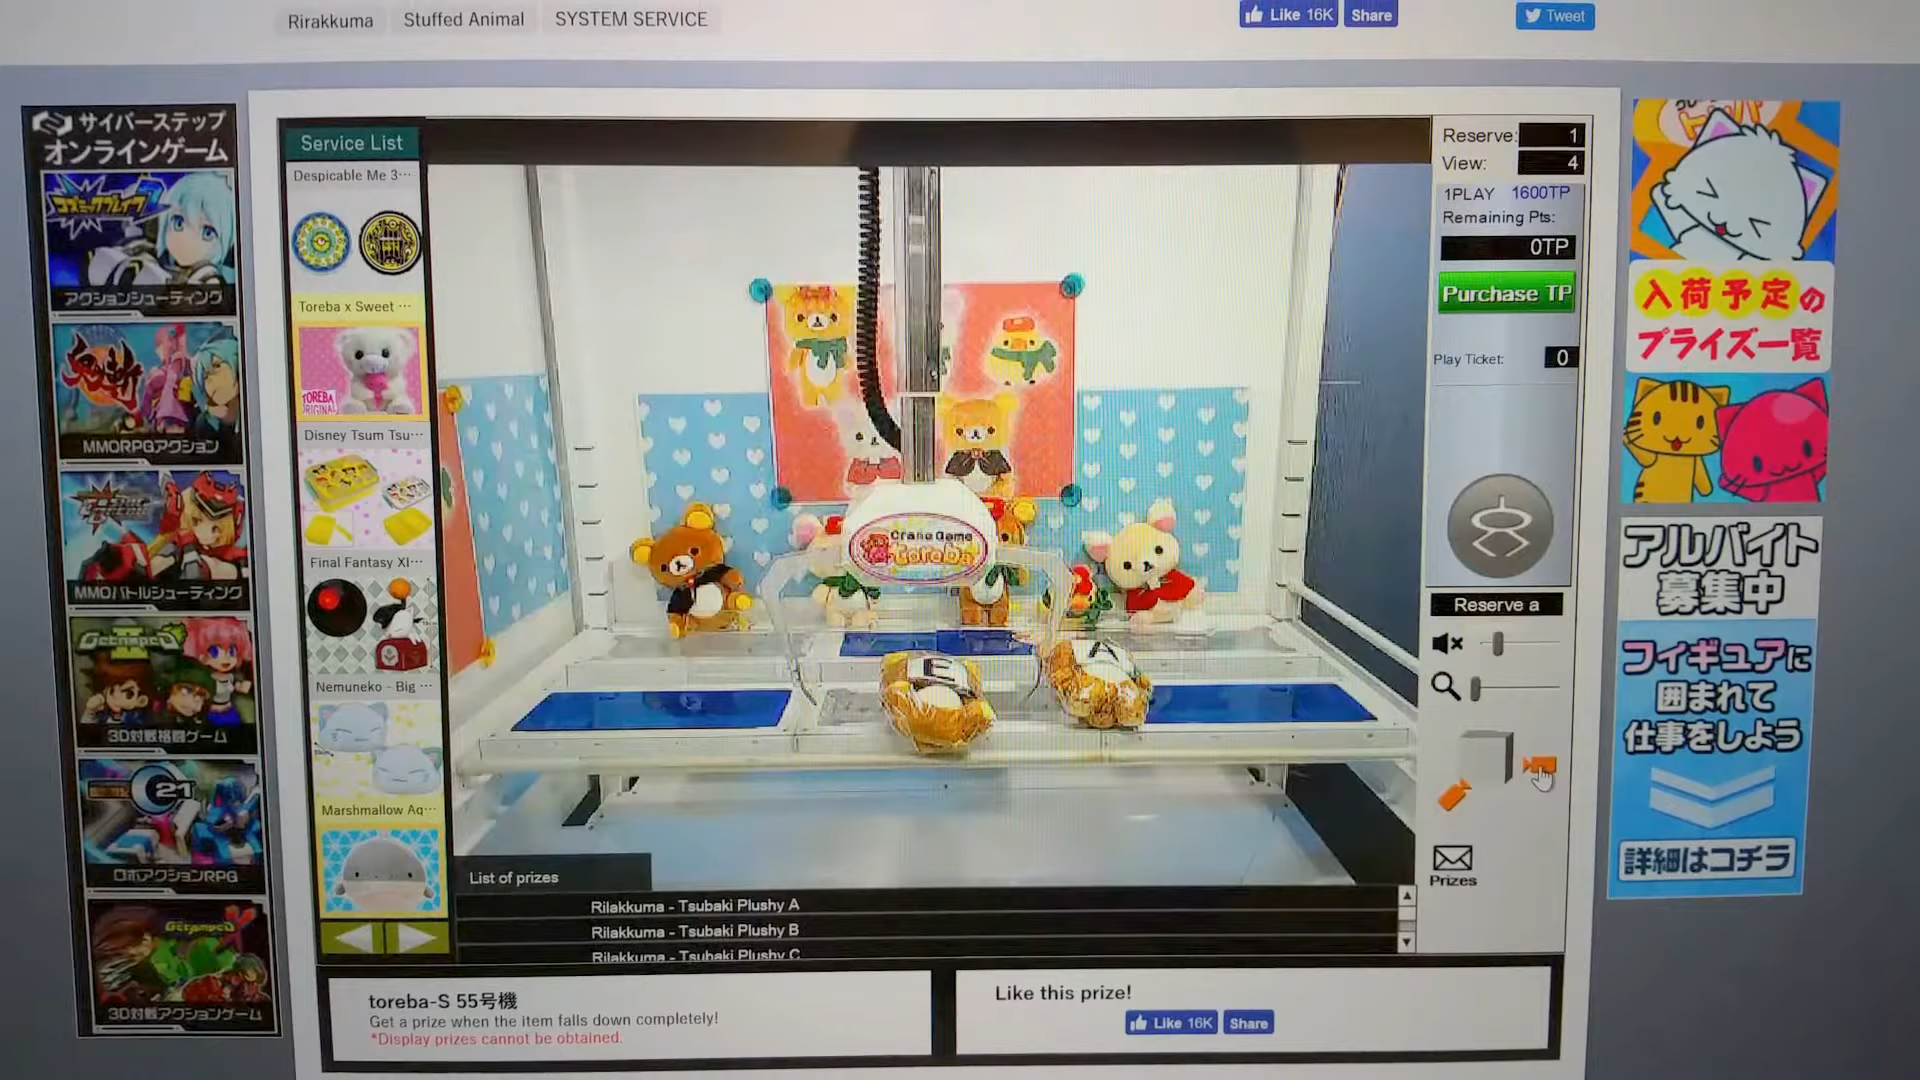 Rirakkuma
Stuffed Animal
SYSTEM SERVICE
Like 16K
Share
Tweet
サイバーステップ
オンラインゲーム
アクションシューティング
MMORPGアクション
MMOバトルシューティング
3D対戦格闘ゲーム
ロボアクションRPG
3D対戦アクションゲーム
Service List
Despicable Me 3…
Toreba x Sweet …
TOREBA
ORIGINAL
Disney Tsum Tsu…
Final Fantasy XI…
Nemuneko - Big …
Marshmallow Aq…
Crane Game
Toreba
E
A
List of prizes
Rilakkuma - Tsubaki Plushy A
Rilakkuma - Tsubaki Plushy B
Rilakkuma - Tsubaki Plushy C
Reserve: 1
View: 4
1PLAY 1600TP
Remaining Pts:
0TP
Purchase TP
Play Ticket: 0
Reserve a
Prizes
入荷予定の
プライズ一覧
アルバイト
募集中
フィギュアに
囲まれて
仕事をしよう
詳細はコチラ
toreba-S 55号機
Get a prize when the item falls down completely!
*Display prizes cannot be obtained.
Like this prize!
Like 16K
Share